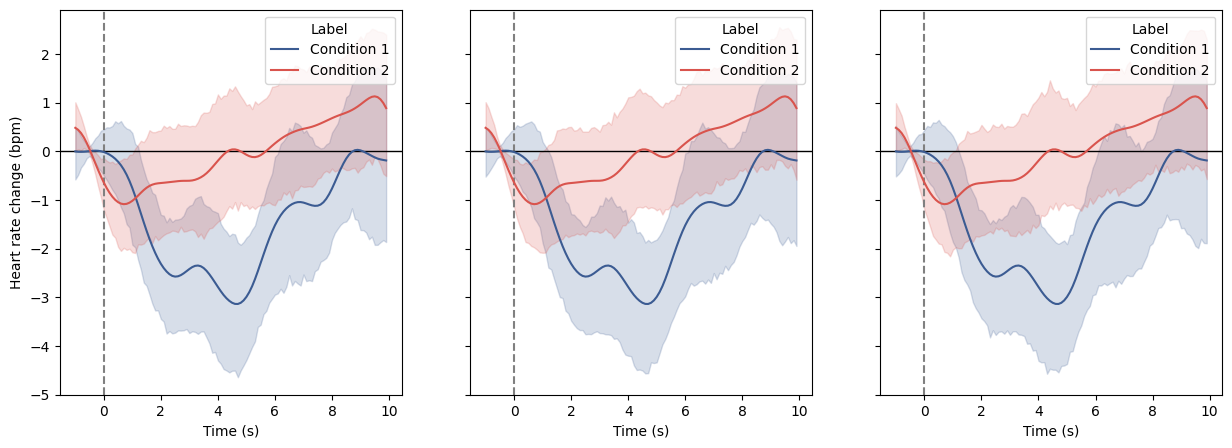 Heart rate change (bpm)
2
1
0
−1
−2
−3
−4
−5
Label
Condition 1
Condition 2
0 2 4 6 8 10
Time (s)
Label
Condition 1
Condition 2
0 2 4 6 8 10
Time (s)
Label
Condition 1
Condition 2
0 2 4 6 8 10
Time (s)